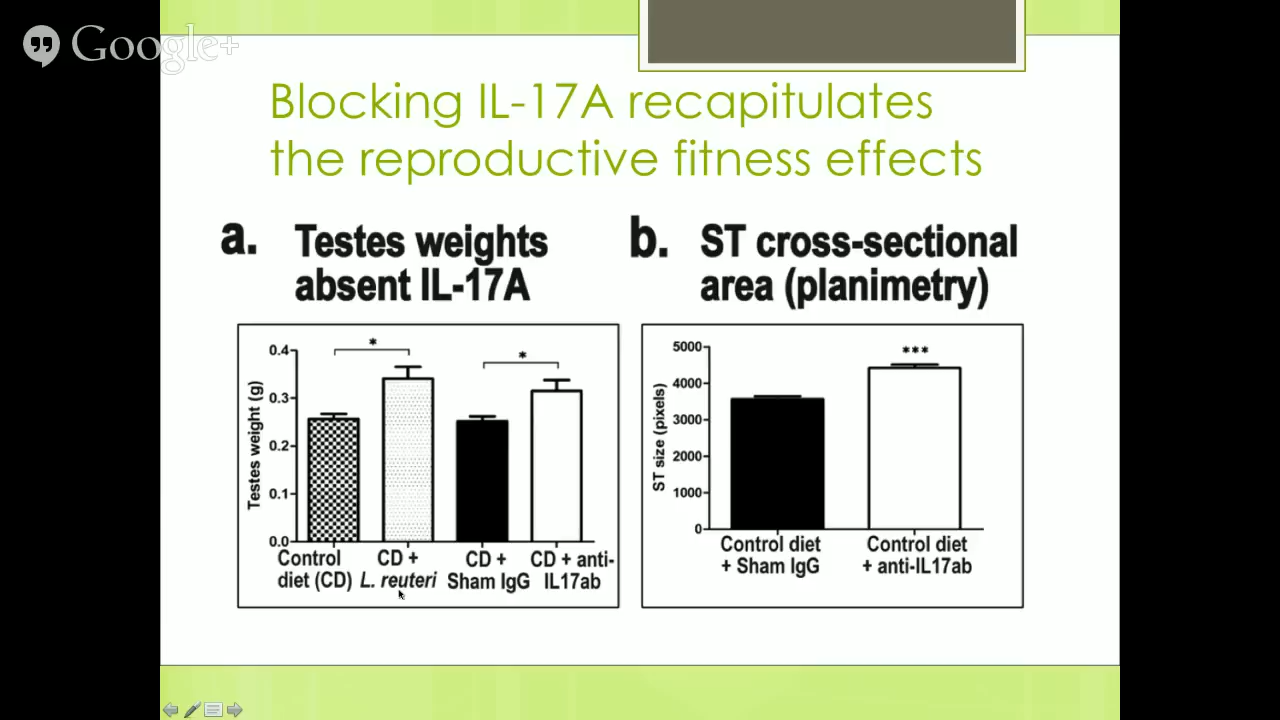 Google+
Blocking IL-17A recapitulates
the reproductive fitness effects
a. Testes weights
absent IL-17A
*
*
0.4
0.3
0.2
0.1
0.0
Testes weight (g)
Control
diet (CD)
CD +
L. reuteri
CD +
Sham IgG
CD + anti-
IL17ab
b. ST cross-sectional
area (planimetry)
***
5000
4000
3000
2000
1000
0
ST size (pixels)
Control diet
+ Sham IgG
Control diet
+ anti-IL17ab